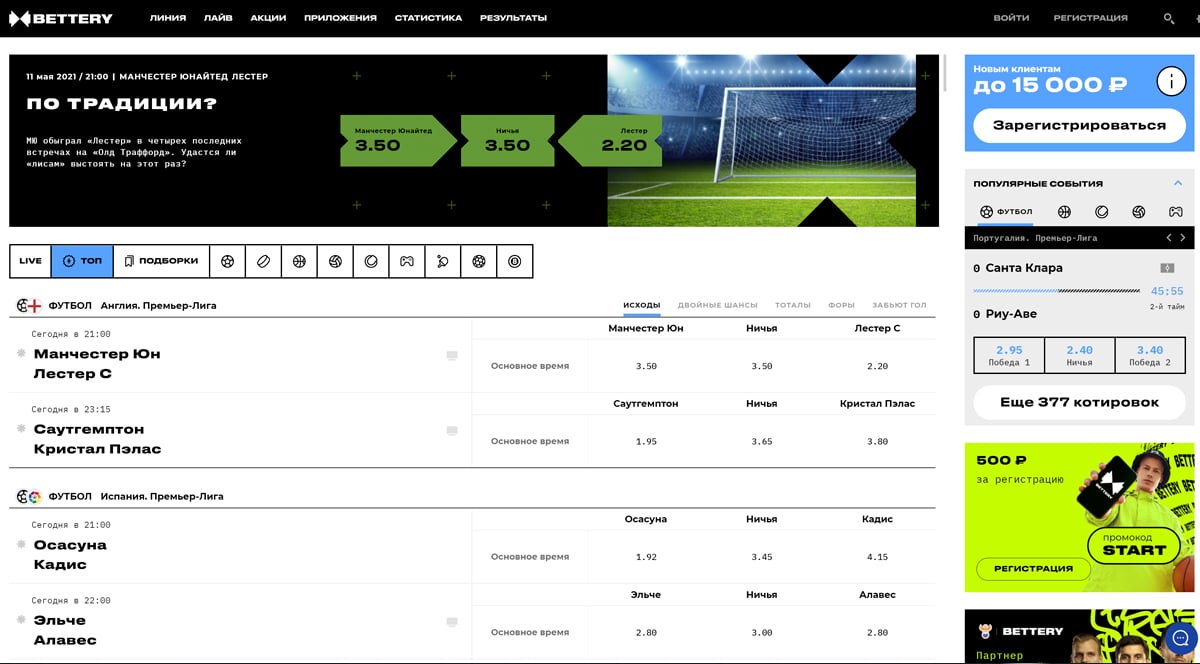 BETTERY
ЛИНИЯ ЛАЙВ АКЦИИ ПРИЛОЖЕНИЯ СТАТИСТИКА РЕЗУЛЬТАТЫ
ВОЙТИ РЕГИСТРАЦИЯ
11 мая 2021 / 21:00 | МАНЧЕСТЕР ЮНАЙТЕД ЛЕСТЕР
ПО ТРАДИЦИИ?
МЮ обыграл «Лестер» в четырех последних
встречах на «Олд Траффорд». Удастся ли
«лисам» выстоять на этот раз?
Манчестер Юнайтед
3.50
Ничья
3.50
Лестер
2.20
LIVE ТОП ПОДБОРКИ
ФУТБОЛ Англия. Премьер-Лига
ИСХОДЫ ДВОЙНЫЕ ШАНСЫ ТОТАЛЫ ФОРЫ ЗАБЬЮТ ГОЛ
Сегодня в 21:00
Манчестер Юн
Лестер С
Манчестер Юн Ничья Лестер С
Основное время 3.50 3.50 2.20
Сегодня в 23:15
Саутгемптон
Кристал Пэлас
Саутгемптон Ничья Кристал Пэлас
Основное время 1.95 3.65 3.80
ФУТБОЛ Испания. Премьер-Лига
Сегодня в 21:00
Осасуна
Кадис
Осасуна Ничья Кадис
Основное время 1.92 3.45 4.15
Сегодня в 22:00
Эльче
Алавес
Эльче Ничья Алавес
Основное время 2.80 3.00 2.80
Новым клиентам
до 15 000 ₽
Зарегистрироваться
ПОПУЛЯРНЫЕ СОБЫТИЯ
ФУТБОЛ
Португалия. Премьер-Лига
0 Санта Клара
45:55
2-й тайм
0 Риу-Аве
2.95 2.40 3.40
Победа 1 Ничья Победа 2
Еще 377 котировок
500 ₽
за регистрацию
BETTERY
промокод
START
РЕГИСТРАЦИЯ
BETTERY
Партнер